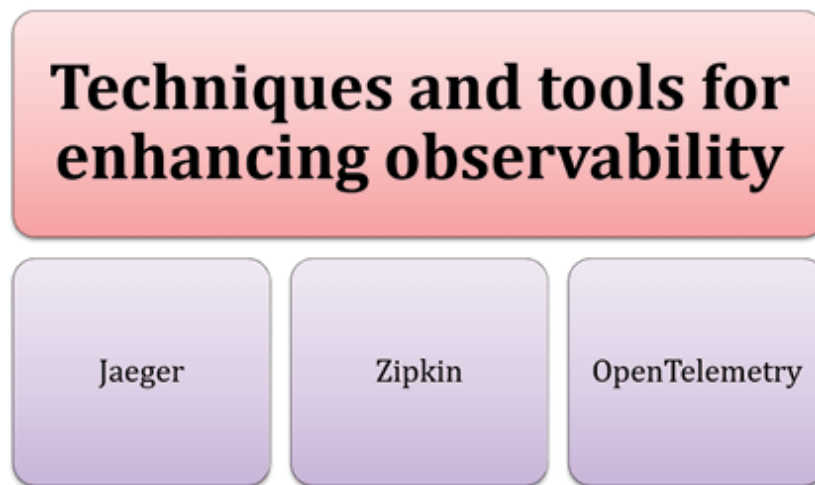 Techniques and tools for
enhancing observability
Jaeger
Zipkin
OpenTelemetry